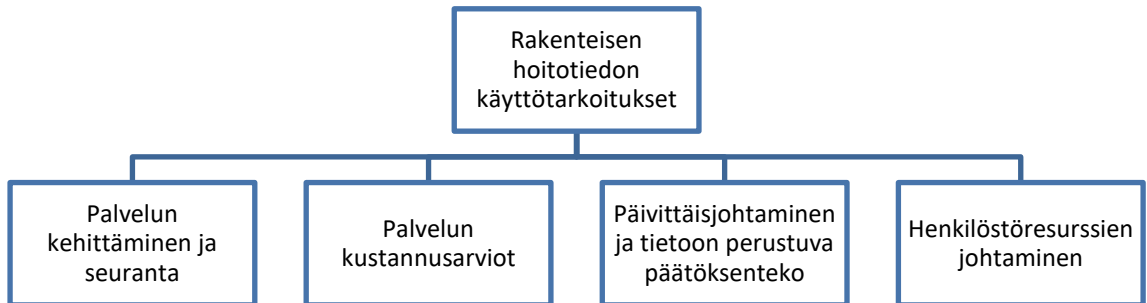 Rakenteisen
hoitotiedon
käyttötarkoitukset
Palvelun
kehittäminen ja
seuranta
Palvelun
kustannusarviot
Päivittäisjohtaminen
ja tietoon perustuva
päätöksenteko
Henkilöstöresurssien
johtaminen